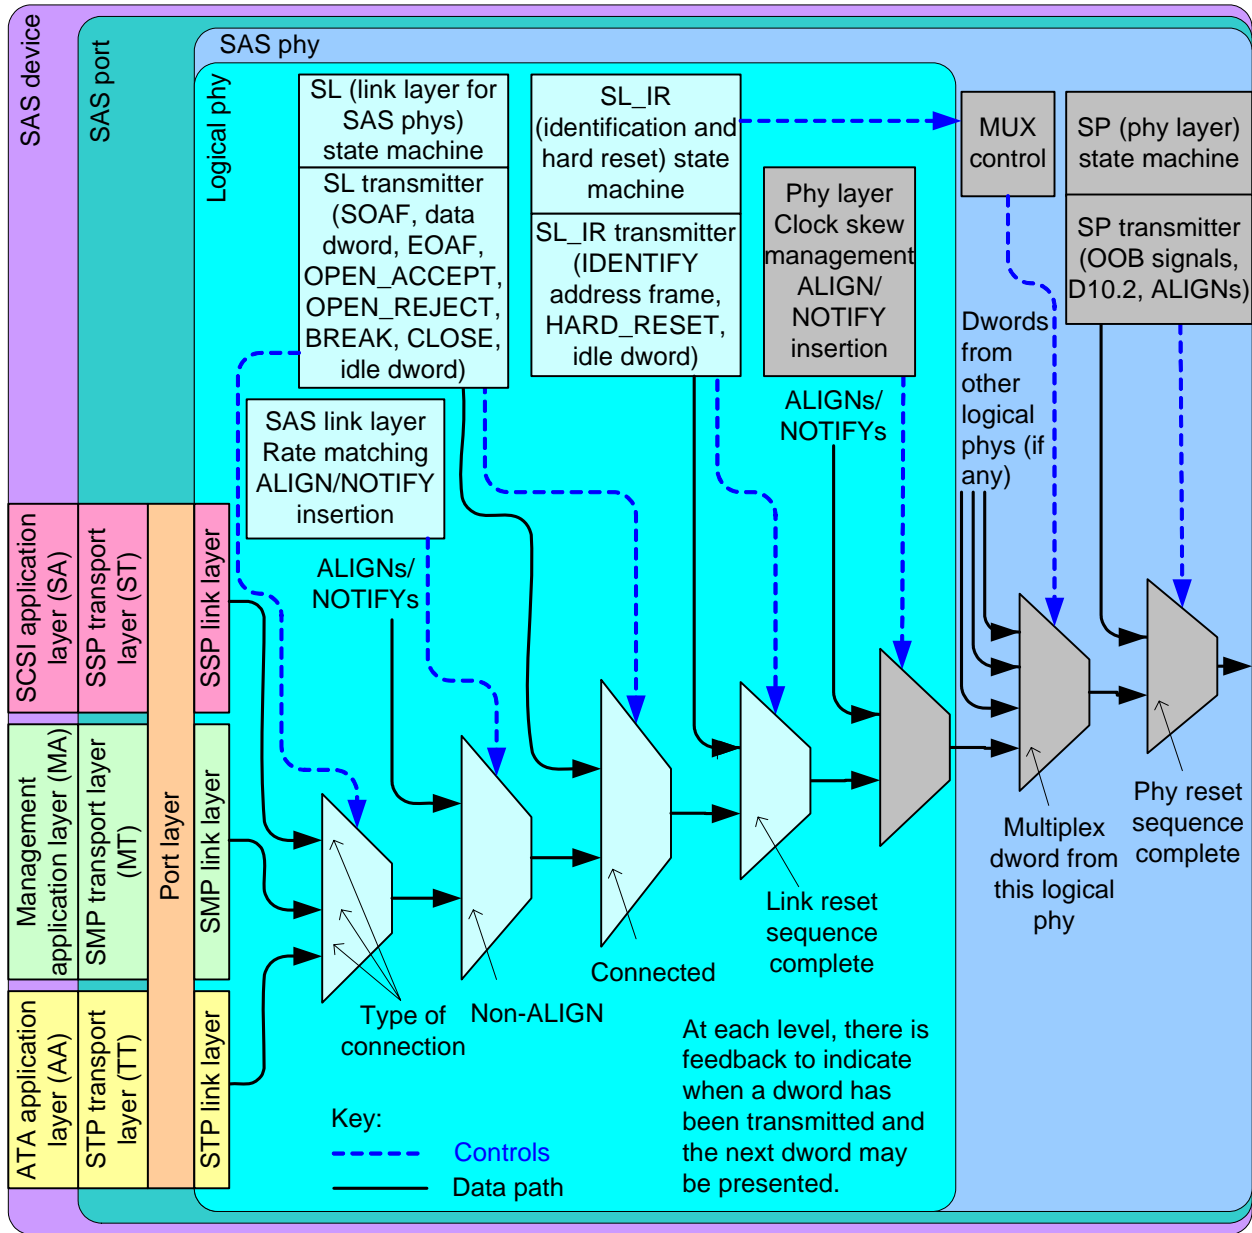 SAS device
SAS port
SAS phy
Logical phy
SL (link layer for
SAS phys)
state machine
SL transmitter
(SOAF, data
dword, EOAF,
OPEN_ACCEPT,
OPEN_REJECT,
BREAK, CLOSE,
idle dword)
SL_IR
(identification and
hard reset) state
machine
SL_IR transmitter
(IDENTIFY
address frame,
HARD_RESET,
idle dword)
Phy layer
Clock skew
management
ALIGN/
NOTIFY
insertion
MUX
control
SP (phy layer)
state machine
SP transmitter
(OOB signals,
D10.2, ALIGNs)
Dwords
from
other
logical
phys (if
any)
SAS link layer
Rate matching
ALIGN/NOTIFY
insertion
ALIGNs/
NOTIFYs
ALIGNs/
NOTIFYs
SCSI application
layer (SA)
SSP transport
layer (ST)
SSP link layer
Management
application layer (MA)
SMP transport layer
(MT)
Port layer
SMP link layer
ATA application
layer (AA)
STP transport
layer (TT)
STP link layer
Type of
connection
Non-ALIGN
Connected
Link reset
sequence
complete
Multiplex
dword from
this logical
phy
Phy reset
sequence
complete
At each level, there is
feedback to indicate
when a dword has
been transmitted and
the next dword may
be presented.
Key:
Controls
Data path